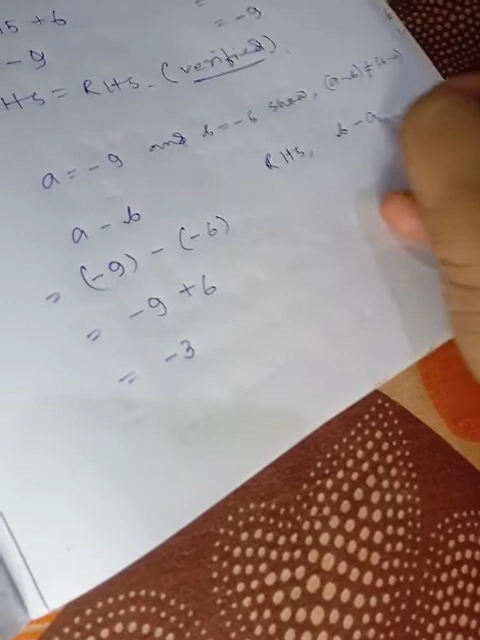 5 + 6
= -9
- 9
HS = RHS. (verified).
a = - 9 and b = - 6 show, (a-b) ≠ (b-a)
a - b
RHS, b - a
= (-9) - (-6)
= -9 + 6
= -3